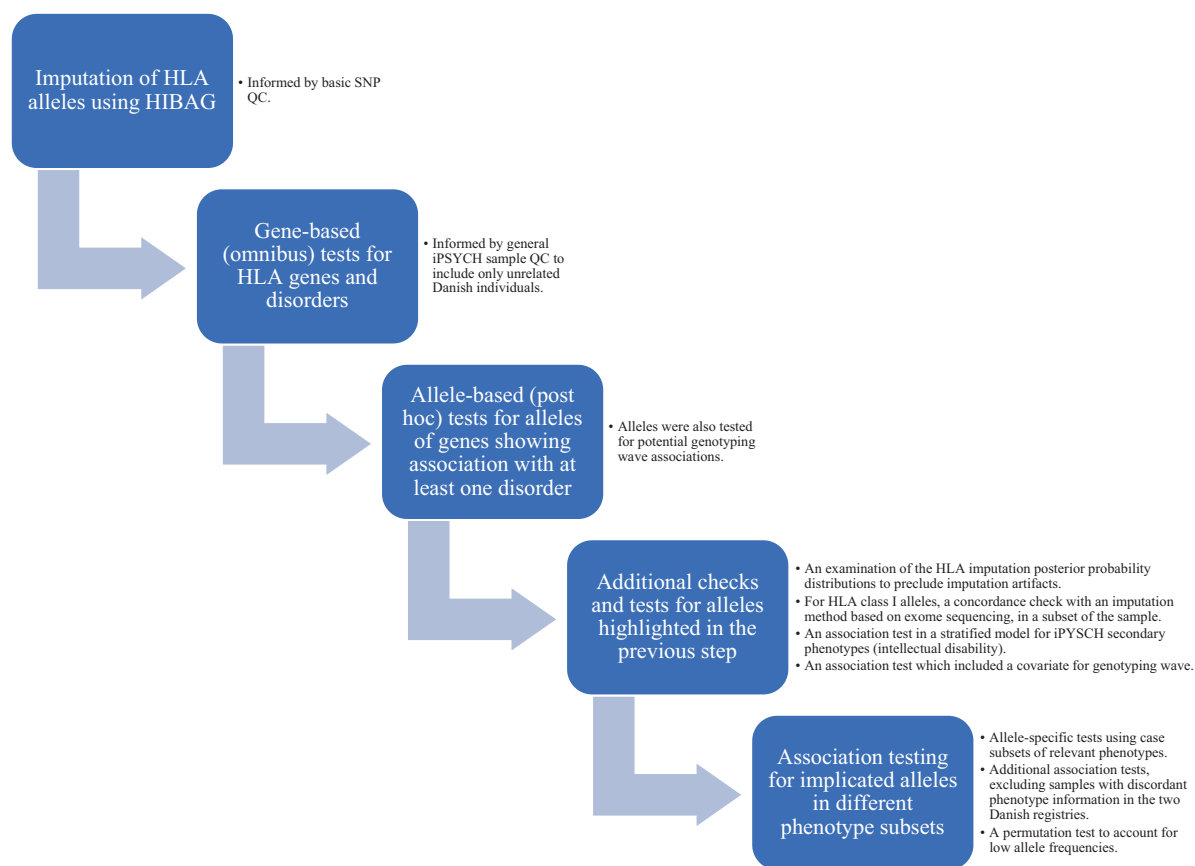 Imputation of HLA
alleles using HIBAG
• Informed by basic SNP
QC.
Gene-based
(omnibus) tests for
HLA genes and
disorders
• Informed by general
iPSYCH sample QC to
include only unrelated
Danish individuals.
Allele-based (post
hoc) tests for alleles
of genes showing
association with at
least one disorder
• Alleles were also tested
for potential genotyping
wave associations.
Additional checks
and tests for alleles
highlighted in the
previous step
• An examination of the HLA imputation posterior probability
distributions to preclude imputation artifacts.
• For HLA class I alleles, a concordance check with an imputation
method based on exome sequencing, in a subset of the sample.
• An association test in a stratified model for iPYSCH secondary
phenotypes (intellectual disability).
• An association test which included a covariate for genotyping wave.
Association testing
for implicated alleles
in different
phenotype subsets
• Allele-specific tests using case
subsets of relevant phenotypes.
• Additional association tests,
excluding samples with discordant
phenotype information in the two
Danish registries.
• A permutation test to account for
low allele frequencies.